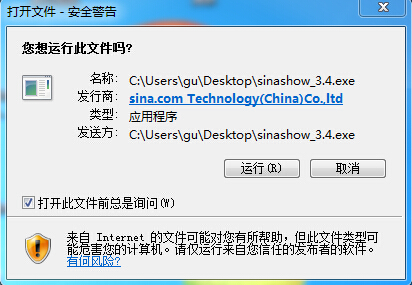 打开文件 - 安全警告
您想运行此文件吗?
名称: C:\Users\gu\Desktop\sinashow_3.4.exe
发行商: sina.com Technology(China)Co,.ltd
类型: 应用程序
发送方: C:\Users\gu\Desktop\sinashow_3.4.exe
运行(R) 取消
打开此文件前总是询问(W)
来自 Internet 的文件可能对您有所帮助，但此文件类型可
能危害您的计算机。请仅运行来自您信任的发布者的软件。
有何风险?